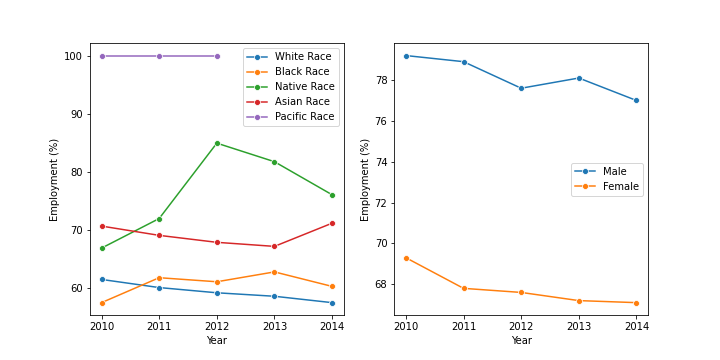 100
90
80
70
60
Employment (%)
2010 2011 2012 2013 2014
Year
White Race
Black Race
Native Race
Asian Race
Pacific Race
78
76
74
72
70
68
Employment (%)
2010 2011 2012 2013 2014
Year
Male
Female